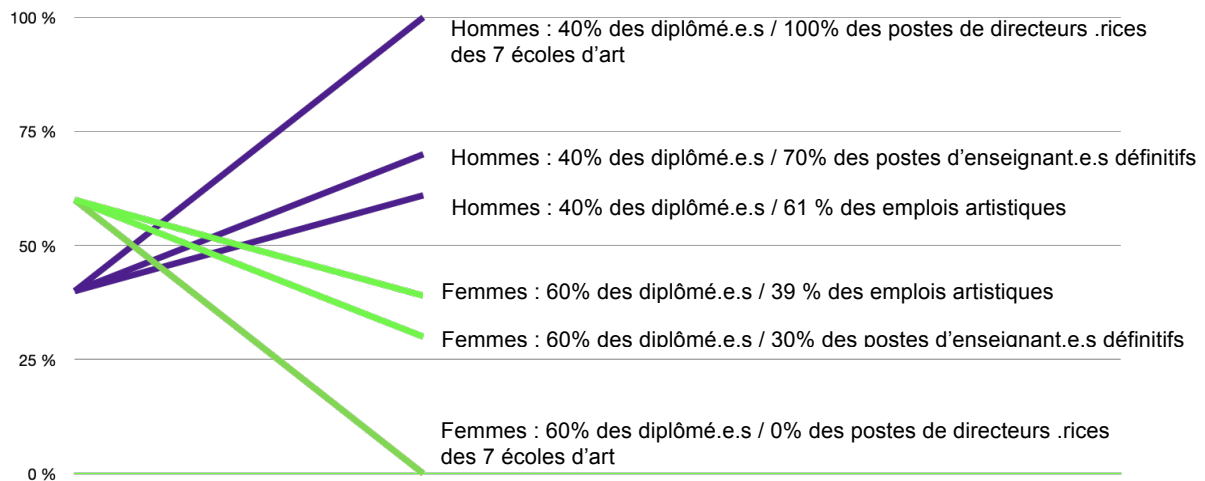 100 %
Hommes : 40% des diplômé.e.s / 100% des postes de directeurs .rices
des 7 écoles d'art
75 %
Hommes : 40% des diplômé.e.s / 70% des postes d'enseignant.e.s définitifs
Hommes : 40% des diplômé.e.s / 61 % des emplois artistiques
50 %
Femmes : 60% des diplômé.e.s / 39 % des emplois artistiques
Femmes : 60% des diplômé.e.s / 30% des postes d'enseignant.e.s définitifs
25 %
Femmes : 60% des diplômé.e.s / 0% des postes de directeurs .rices
des 7 écoles d'art
0 %